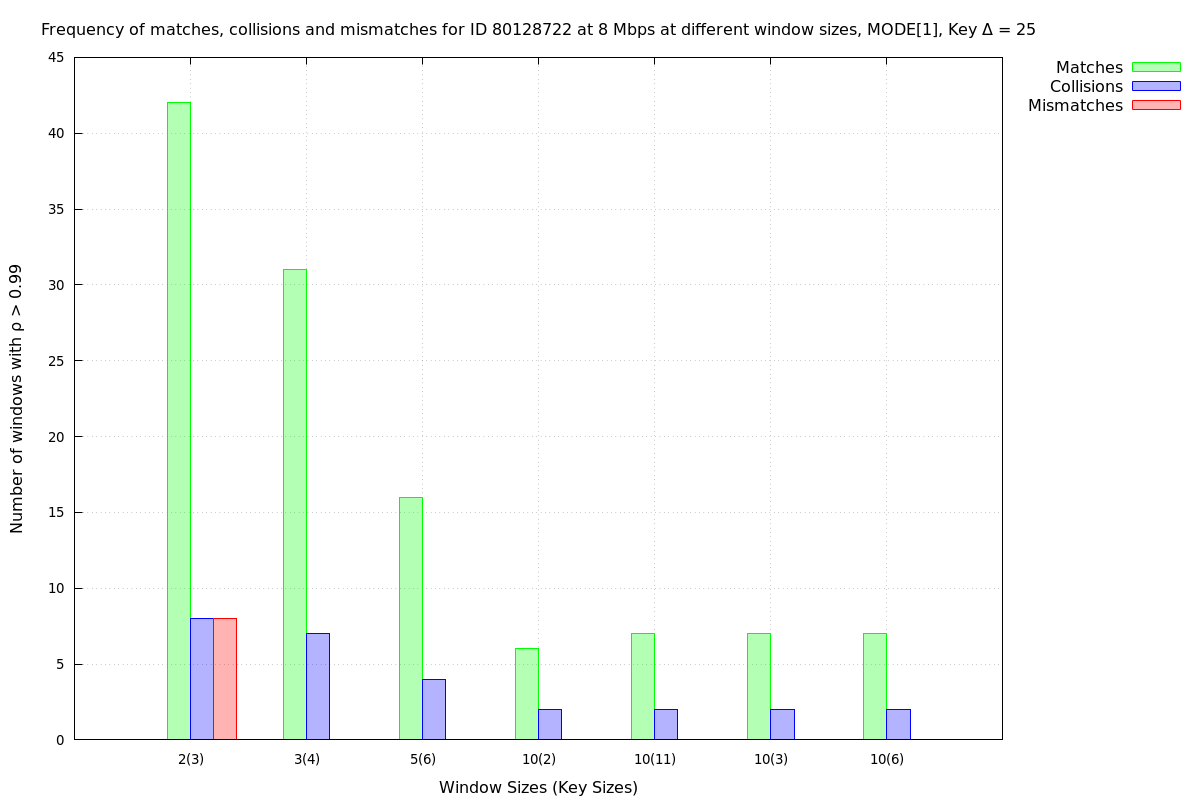 Frequency of matches, collisions and mismatches for ID 80128722 at 8 Mbps at different window sizes, MODE[1], Key Δ = 25
Matches
Collisions
Mismatches
Number of windows with ρ > 0.99
45
40
35
30
25
20
15
10
5
0
2(3) 3(4) 5(6) 10(2) 10(11) 10(3) 10(6)
Window Sizes (Key Sizes)